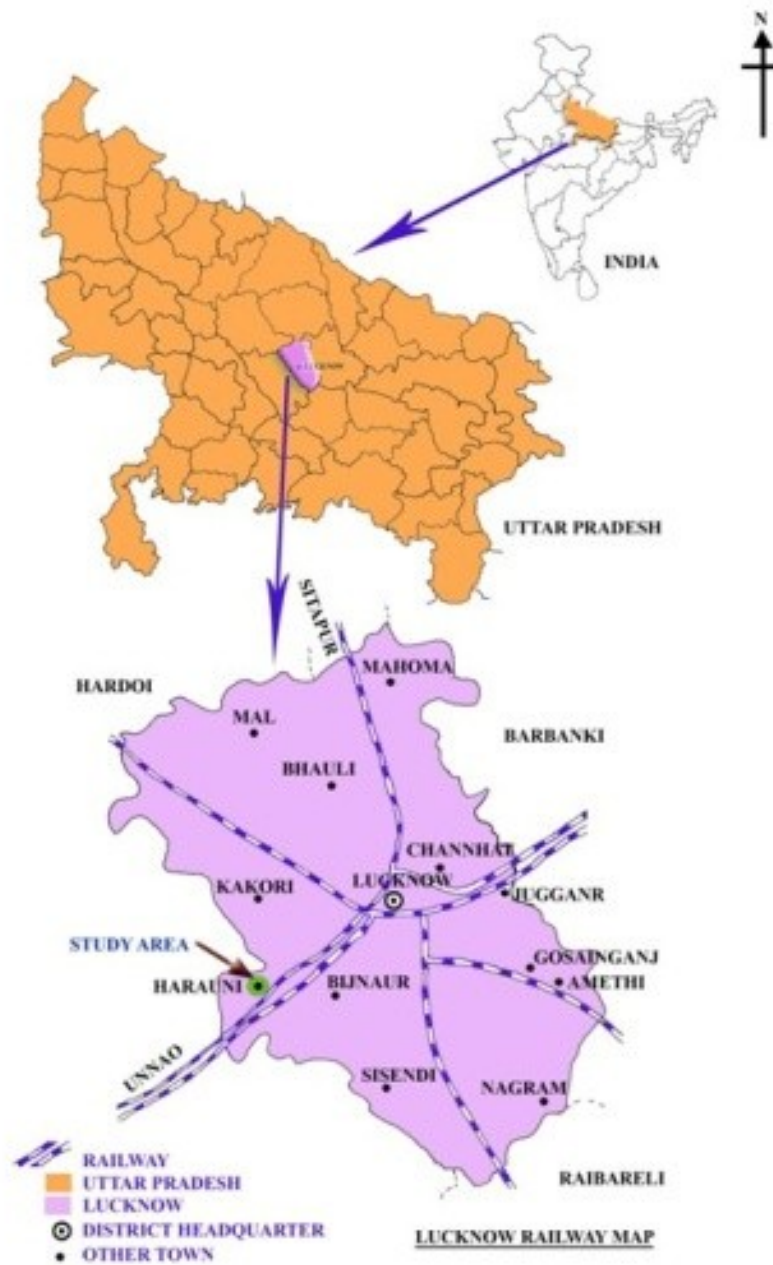 N
INDIA
UTTAR PRADESH
SITAPUR
MAHOMA
HARDOI
MAL
BARBANKI
BHAULI
CHANNHAT
LUCKNOW
KAKORI
JUGGANR
STUDY AREA
GOSAINGANJ
HARAUNI
BIJNAUR
AMETHI
UNNAO
SISENDI
NAGRAM
RAILWAY
RAIBARELI
UTTAR PRADESH
LUCKNOW
DISTRICT HEADQUARTER
LUCKNOW RAILWAY MAP
OTHER TOWN